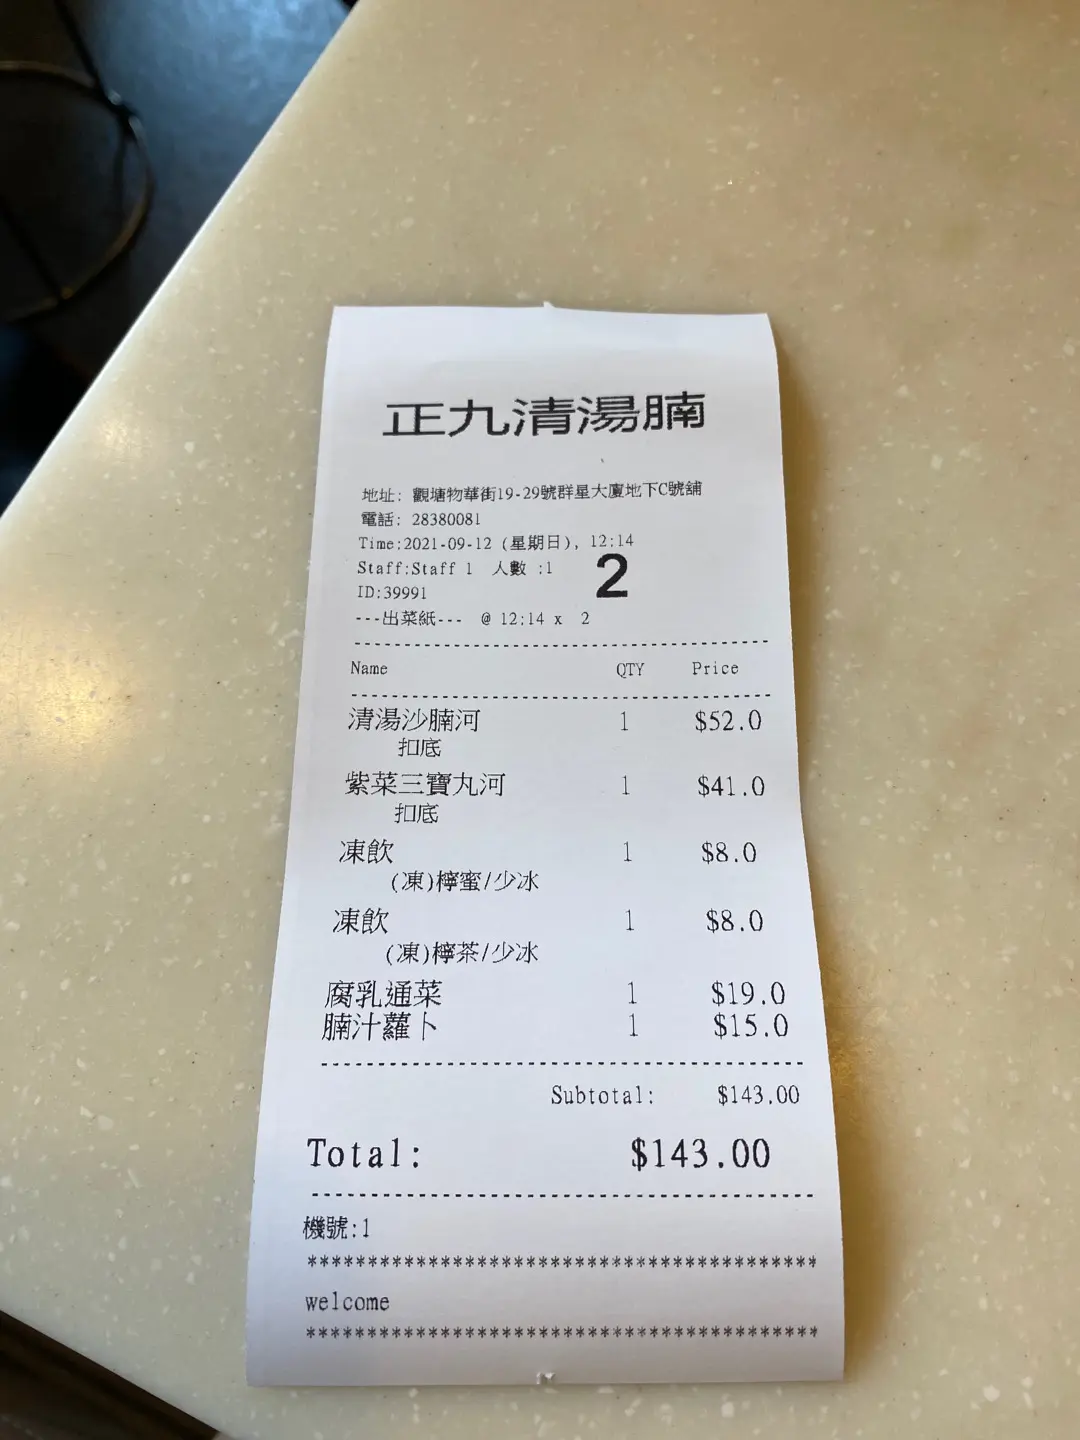 正九清湯腩
地址: 觀塘物華街19-29號群星大廈地下C號舖
電話: 28380081
Time:2021-09-12 (星期日), 12:14
Staff:Staff 1 人數 :1
2
ID:39991
---出菜紙--- @ 12:14 x 2
Name QTY Price
清湯沙腩河 1 $52.0
扣底
紫菜三寶丸河 1 $41.0
扣底
凍飲 1 $8.0
(凍)檸蜜/少冰
凍飲 1 $8.0
(凍)檸茶/少冰
腐乳通菜 1 $19.0
腩汁蘿卜 1 $15.0
Subtotal: $143.00
Total: $143.00
機號:1
******************************************
welcome
******************************************